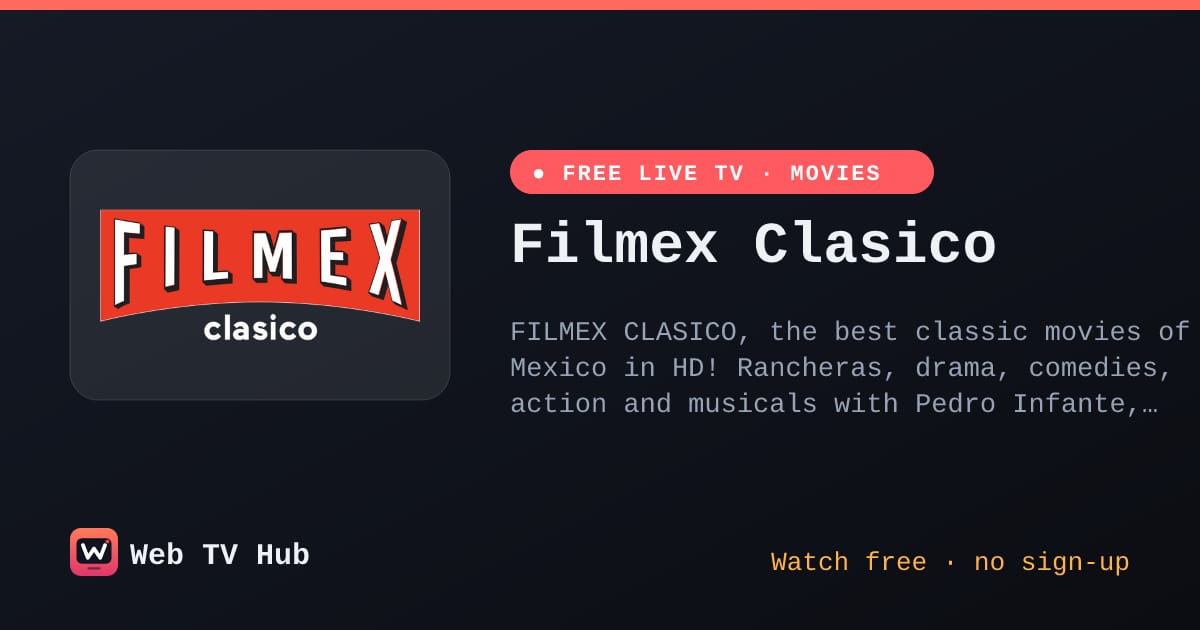 FILMEX
clasico
• FREE LIVE TV · MOVIES
Filmex Clasico
FILMEX CLASICO, the best classic movies of
Mexico in HD! Rancheras, drama, comedies,
action and musicals with Pedro Infante,…
W
Web TV Hub
Watch free · no sign-up